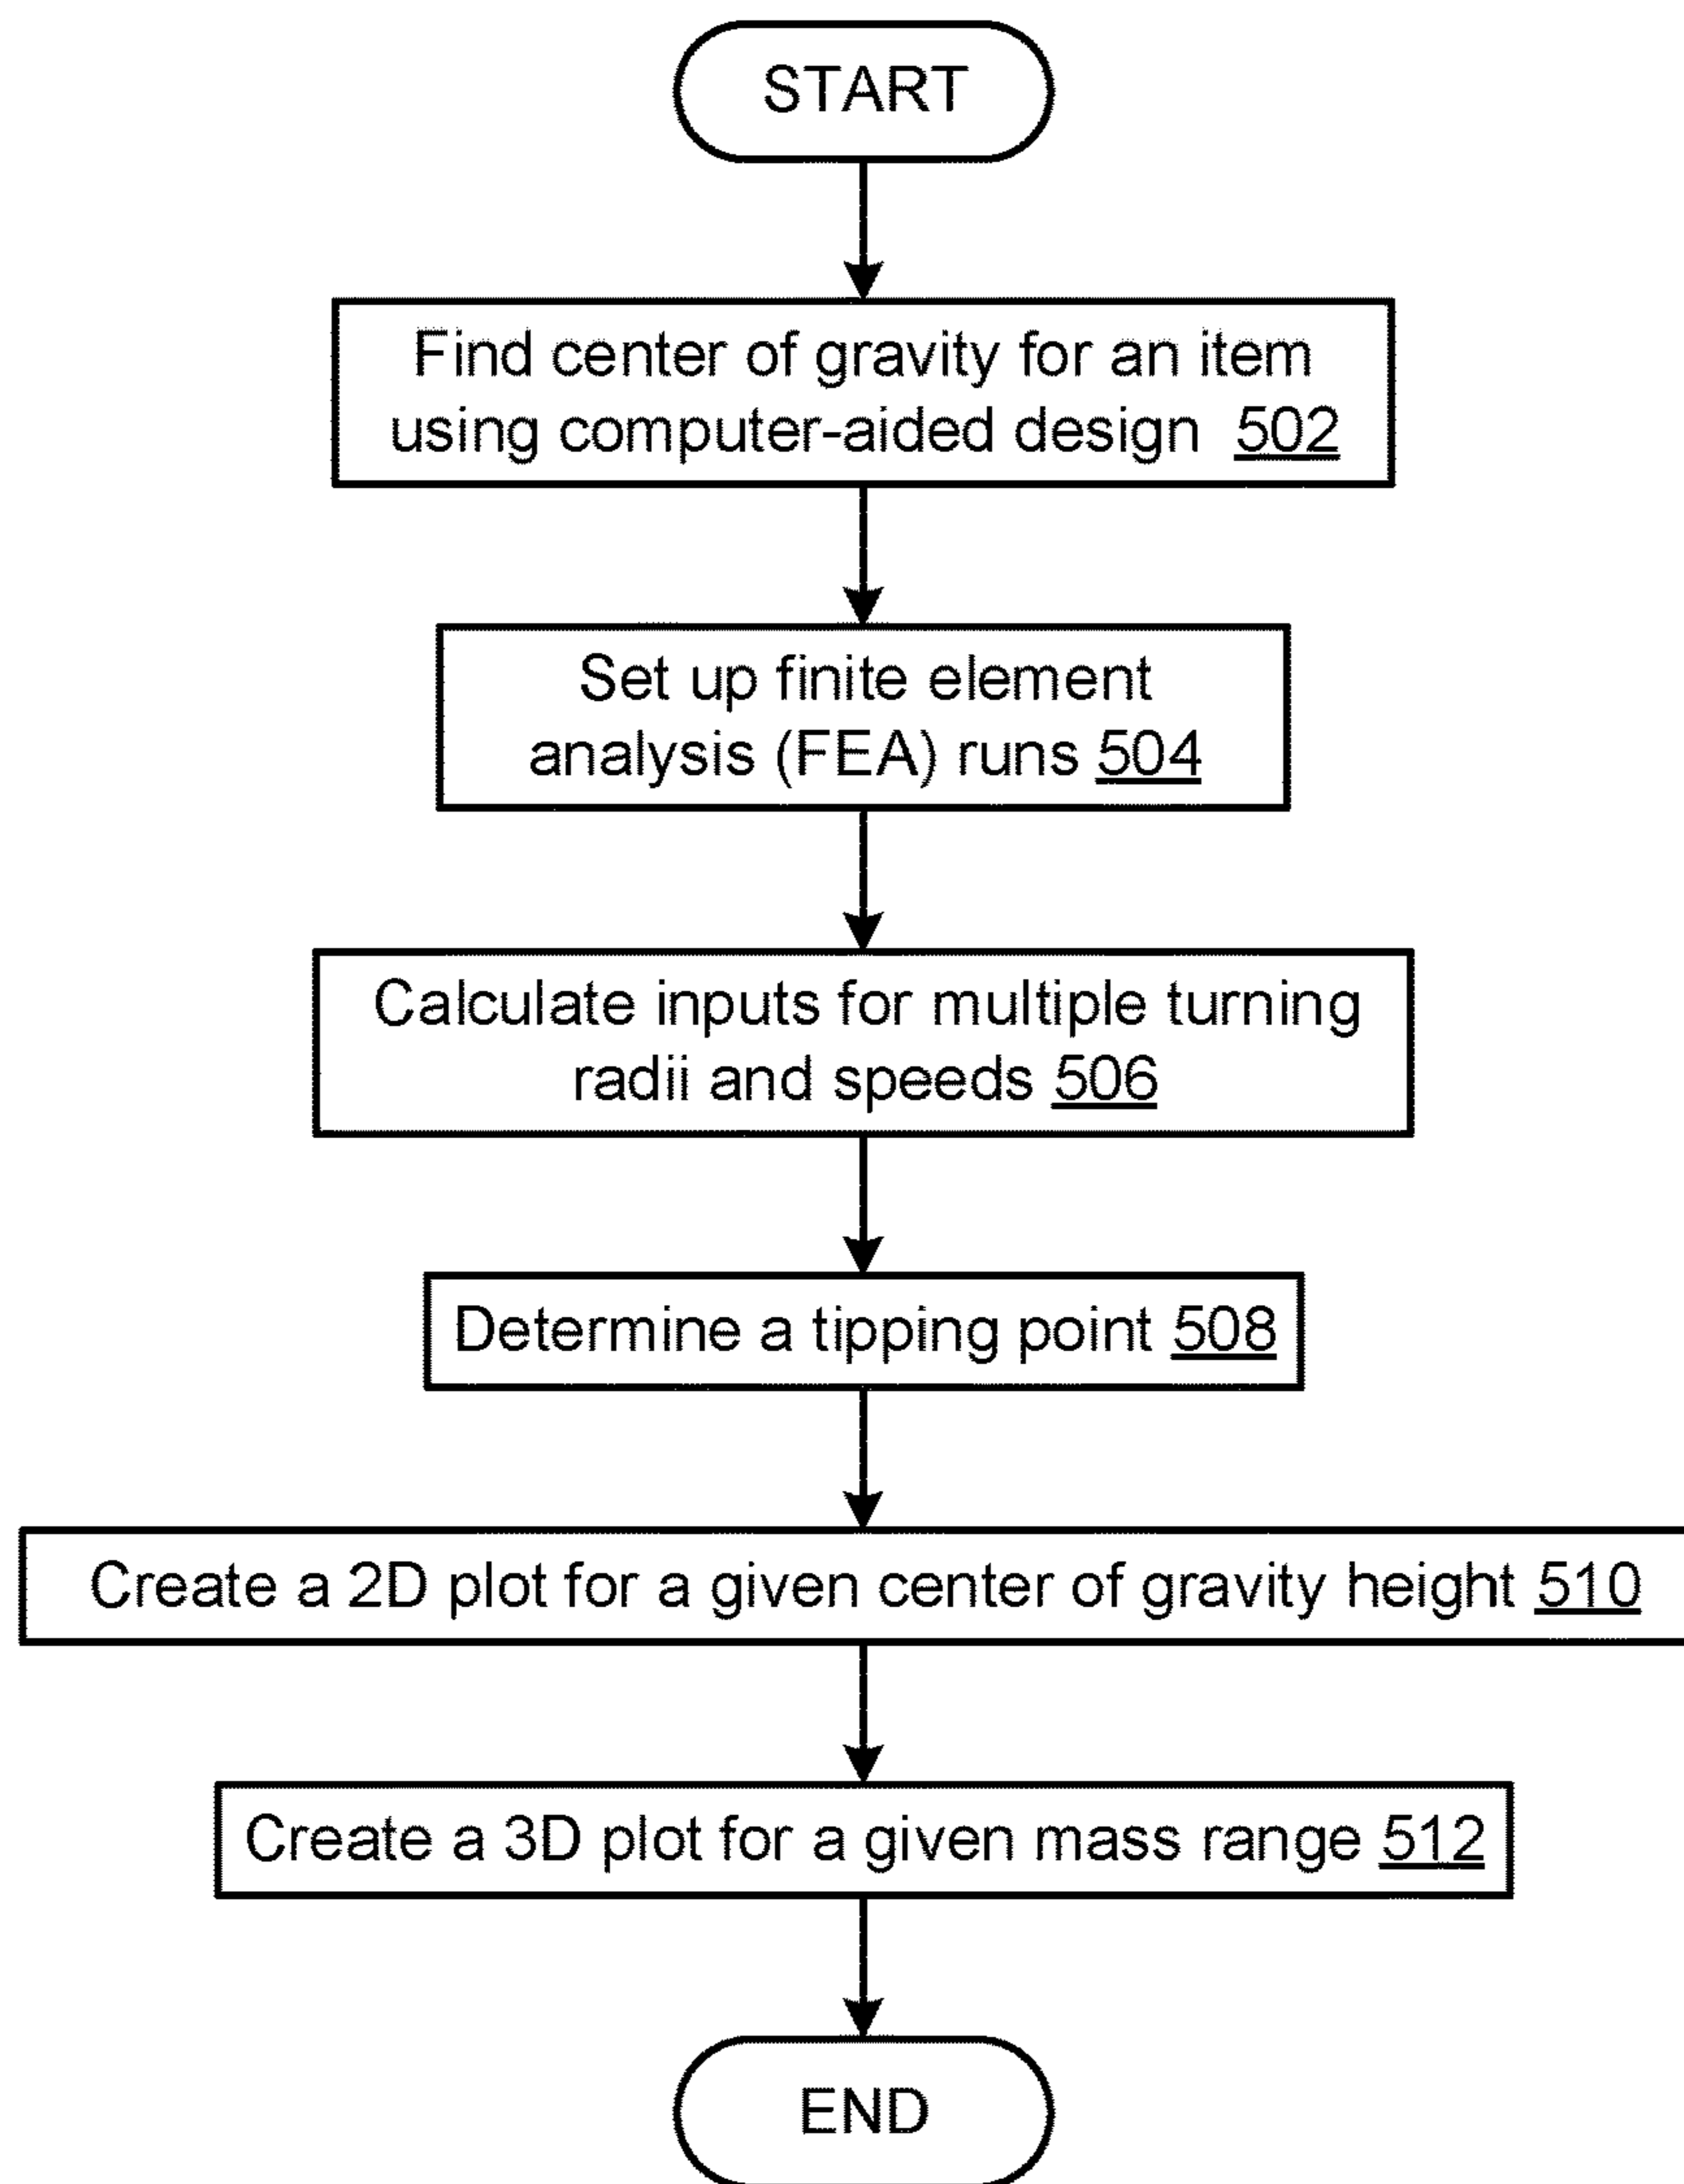 START
Find center of gravity for an item
using computer-aided design 502
Set up finite element
analysis (FEA) runs 504
Calculate inputs for multiple turning
radii and speeds 506
Determine a tipping point 508
Create a 2D plot for a given center of gravity height 510
Create a 3D plot for a given mass range 512
END